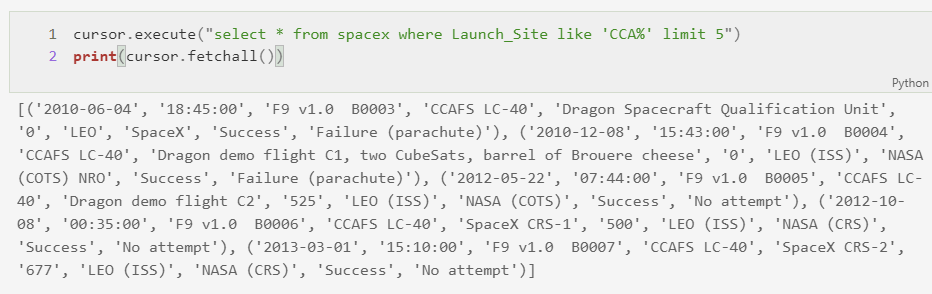 1 cursor.execute("select * from spacex where Launch_Site like 'CCA%' limit 5")
2 print(cursor.fetchall())
Python
[('2010-06-04', '18:45:00', 'F9 v1.0  B0003', 'CCAFS LC-40', 'Dragon Spacecraft Qualification Unit',
'0', 'LEO', 'SpaceX', 'Success', 'Failure (parachute)'), ('2010-12-08', '15:43:00', 'F9 v1.0  B0004',
'CCAFS LC-40', 'Dragon demo flight C1, two CubeSats, barrel of Brouere cheese', '0', 'LEO (ISS)', 'NASA
(COTS) NRO', 'Success', 'Failure (parachute)'), ('2012-05-22', '07:44:00', 'F9 v1.0  B0005', 'CCAFS LC-
40', 'Dragon demo flight C2', '525', 'LEO (ISS)', 'NASA (COTS)', 'Success', 'No attempt'), ('2012-10-
08', '00:35:00', 'F9 v1.0  B0006', 'CCAFS LC-40', 'SpaceX CRS-1', '500', 'LEO (ISS)', 'NASA (CRS)',
'Success', 'No attempt'), ('2013-03-01', '15:10:00', 'F9 v1.0  B0007', 'CCAFS LC-40', 'SpaceX CRS-2',
'677', 'LEO (ISS)', 'NASA (CRS)', 'Success', 'No attempt')]